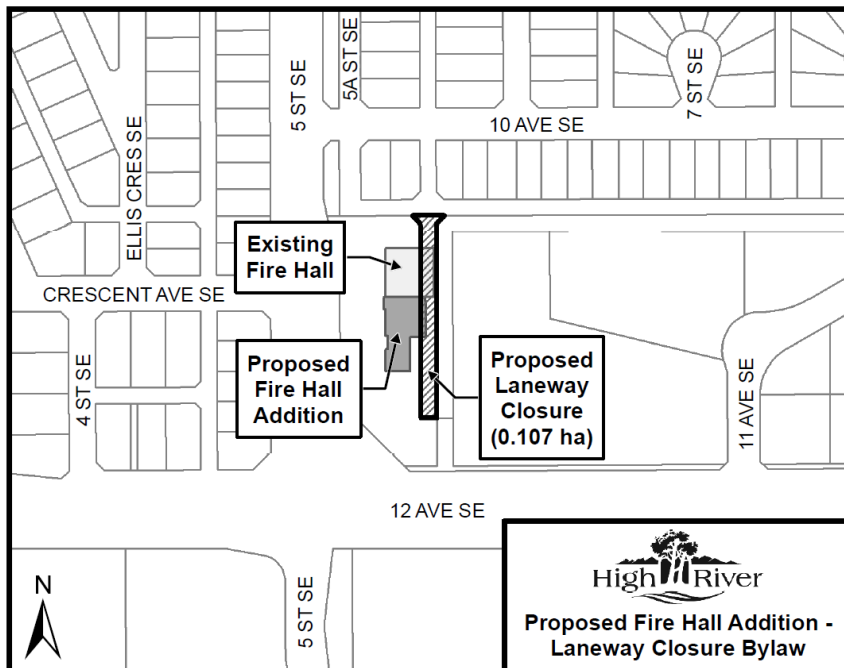 5 ST SE
5A ST SE
7 ST SE
10 AVE SE
ELLIS CRES SE
Existing
Fire Hall
CRESCENT AVE SE
Proposed
Fire Hall
Addition
Proposed
Laneway
Closure
(0.107 ha)
4 ST SE
11 AVE SE
12 AVE SE
5 ST SE
N
High River
Proposed Fire Hall Addition -
Laneway Closure Bylaw